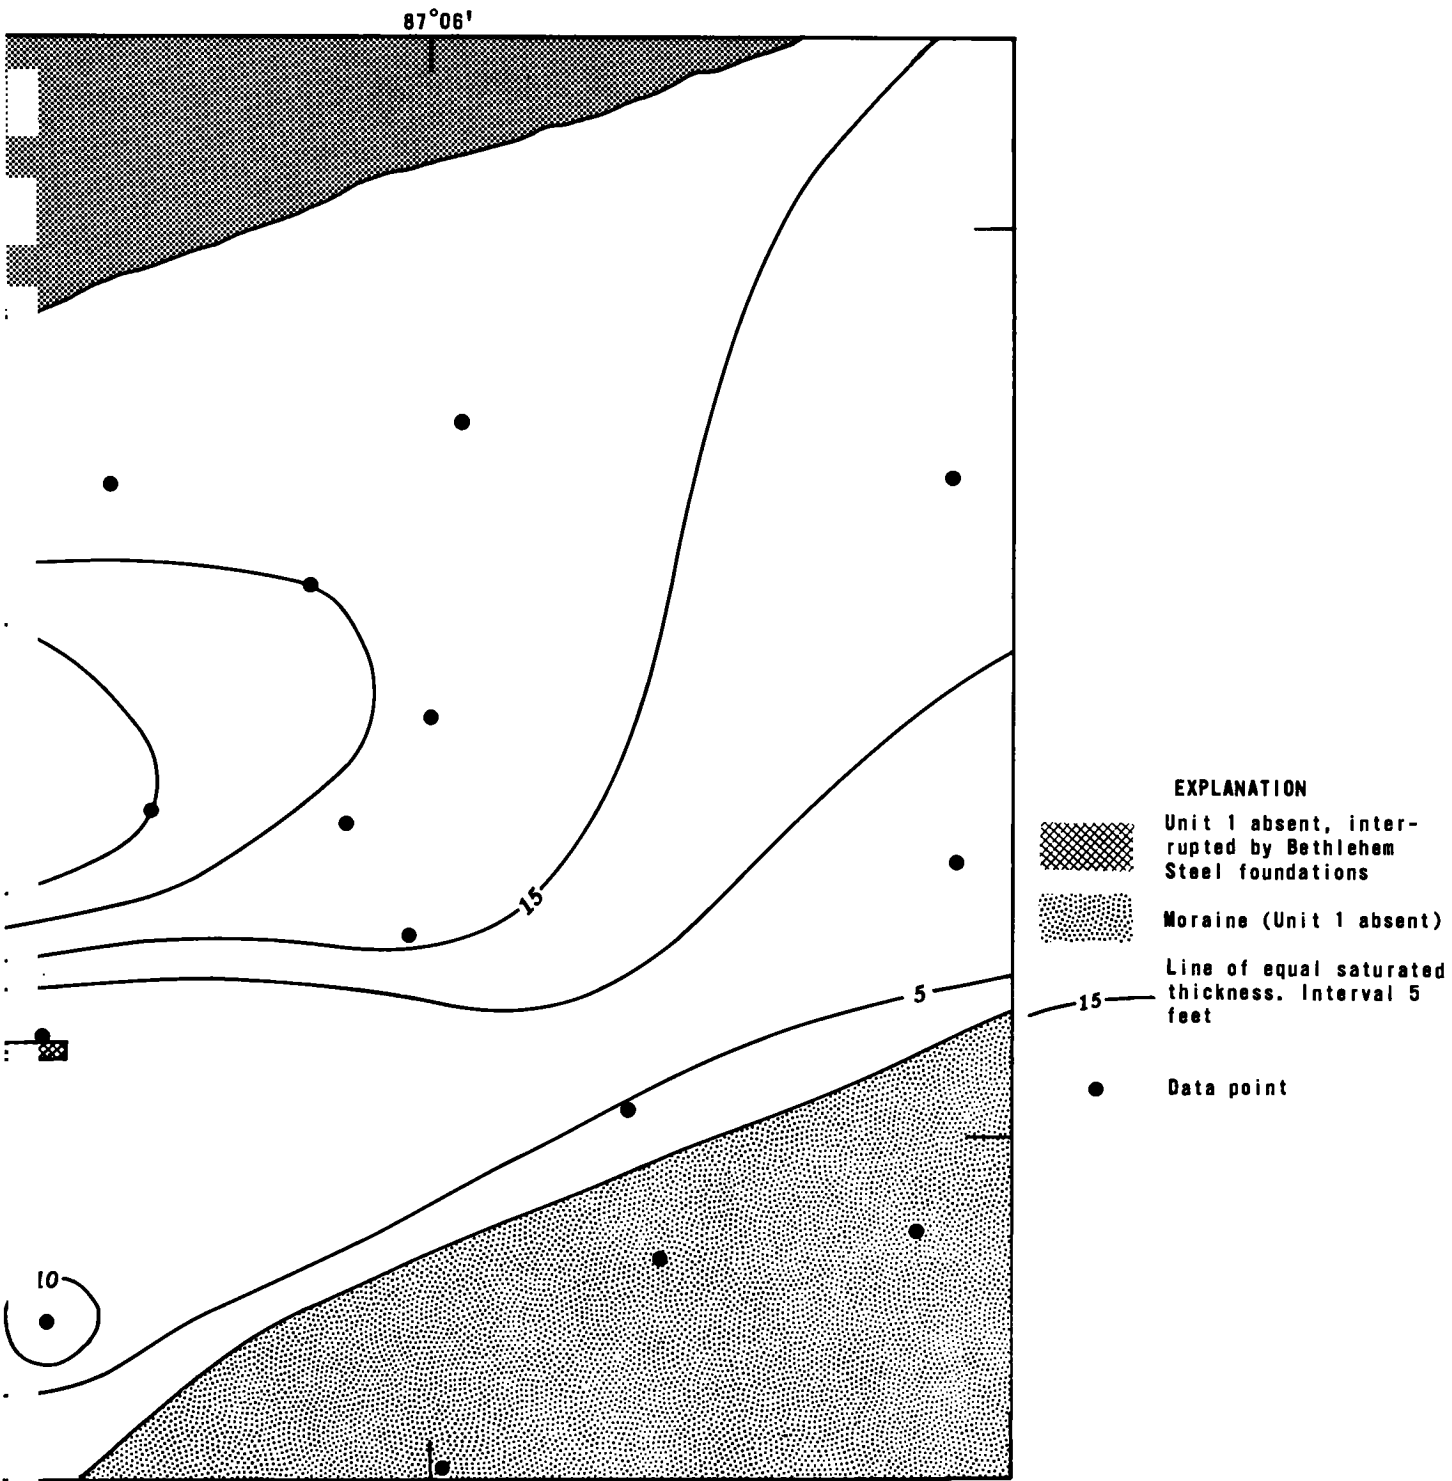 87°06'
15
5
10
EXPLANATION
Unit 1 absent, inter-
rupted by Bethlehem
Steel foundations
Moraine (Unit 1 absent)
Line of equal saturated
thickness. Interval 5
feet
15
Data point